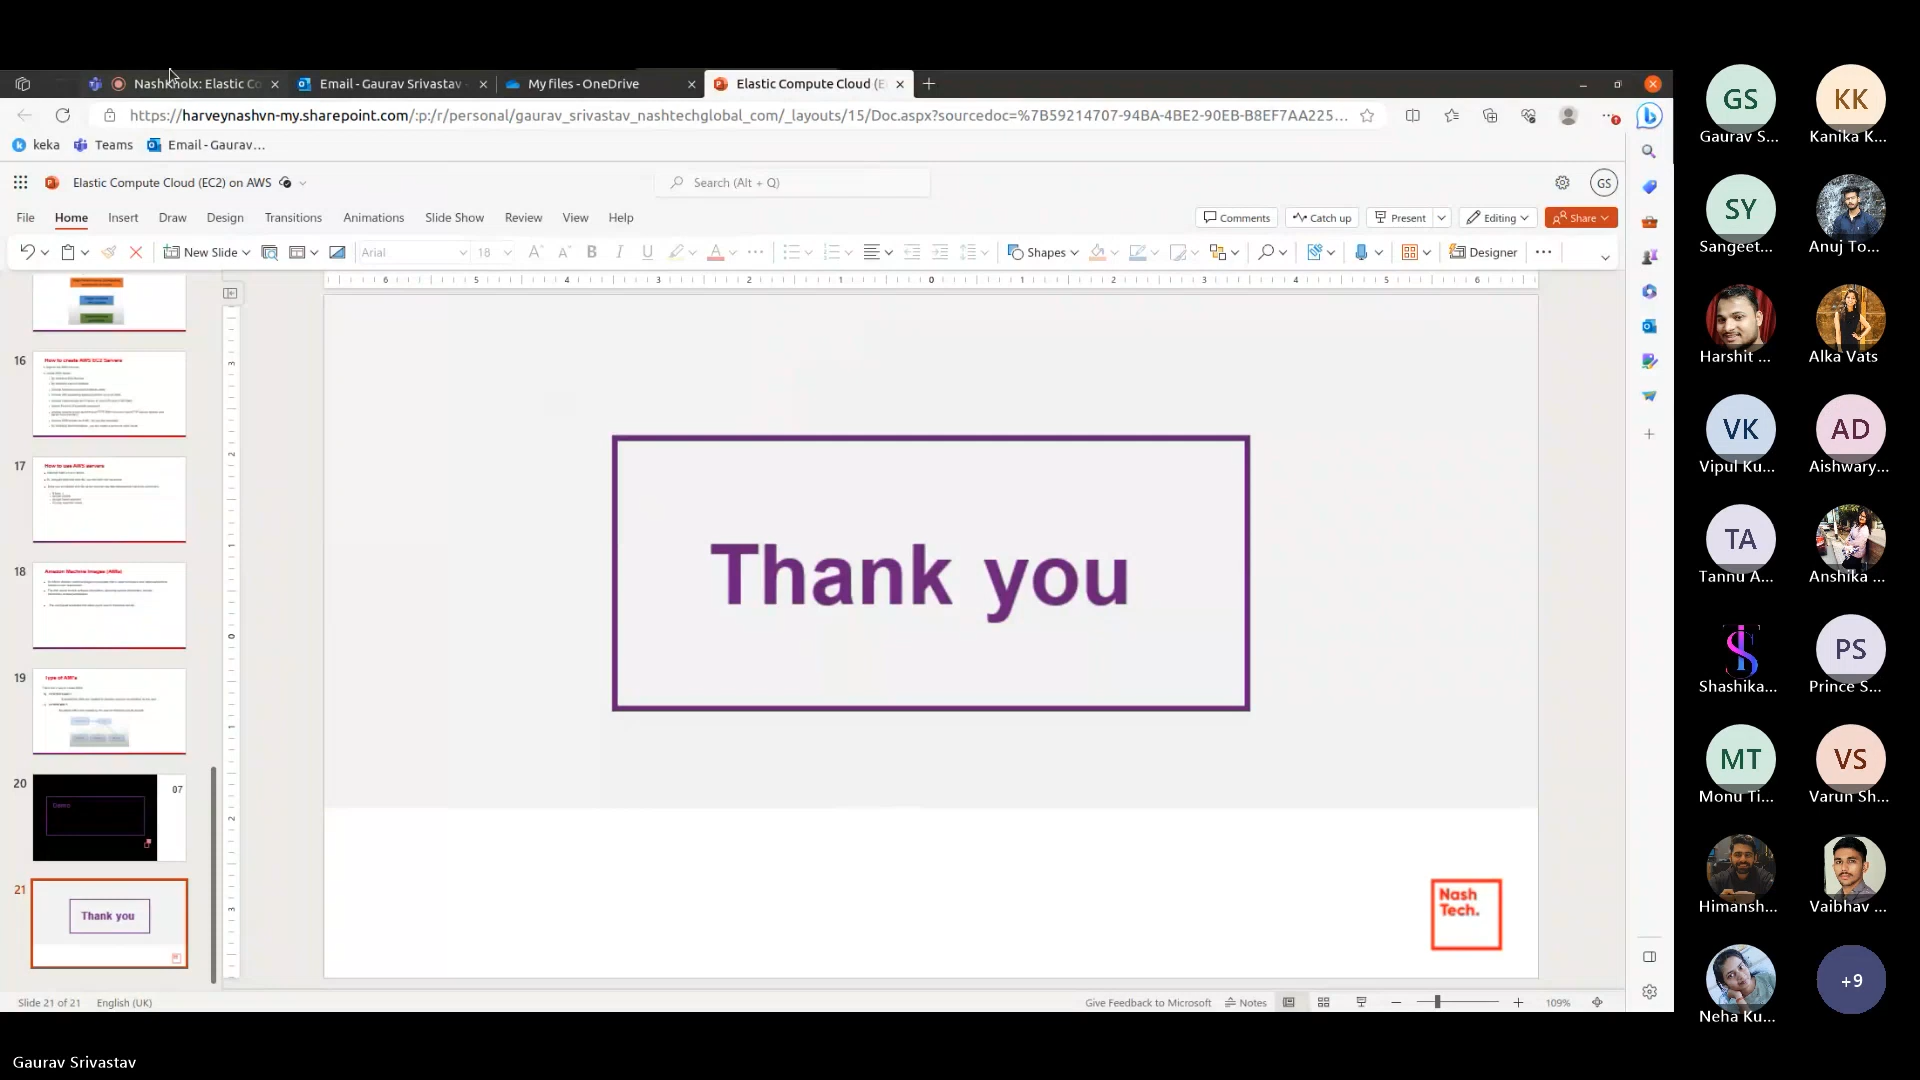 NashKnolx: Elastic Co
Email - Gaurav Srivastav -
My files - OneDrive
Elastic Compute Cloud (E
https://harveynashvn-my.sharepoint.com/:p:/r/personal/gaurav_srivastav_nashtechglobal_com/_layouts/15/Doc.aspx?sourcedoc=%7B59214707-94BA-4BE2-90EB-B8EF7AA225...
keka
Teams
Email - Gaurav...
Elastic Compute Cloud (EC2) on AWS
Search (Alt + Q)
GS
File Home Insert Draw Design Transitions Animations Slide Show Review View Help
Comments Catch up Present Editing Share
New Slide Arial 18 Shapes Designer
16
How to create AWS EC2 Servers
17
How to use AWS servers
18
Amazon Machine Images (AMIs)
19
Type of AMI's
20
Demo
07
21
Thank you
Thank you
Nash
Tech.
Slide 21 of 21
English (UK)
Give Feedback to Microsoft
Notes
109%
GS
Gaurav S...
KK
Kanika K...
SY
Sangeet...
Anuj To...
Harshit ...
Alka Vats
VK
Vipul Ku...
AD
Aishwary...
TA
Tannu A...
Anshika ...
Shashika...
PS
Prince S...
MT
Monu Ti...
VS
Varun Sh...
Himansh...
Vaibhav ...
Neha Ku...
+9
Gaurav Srivastav